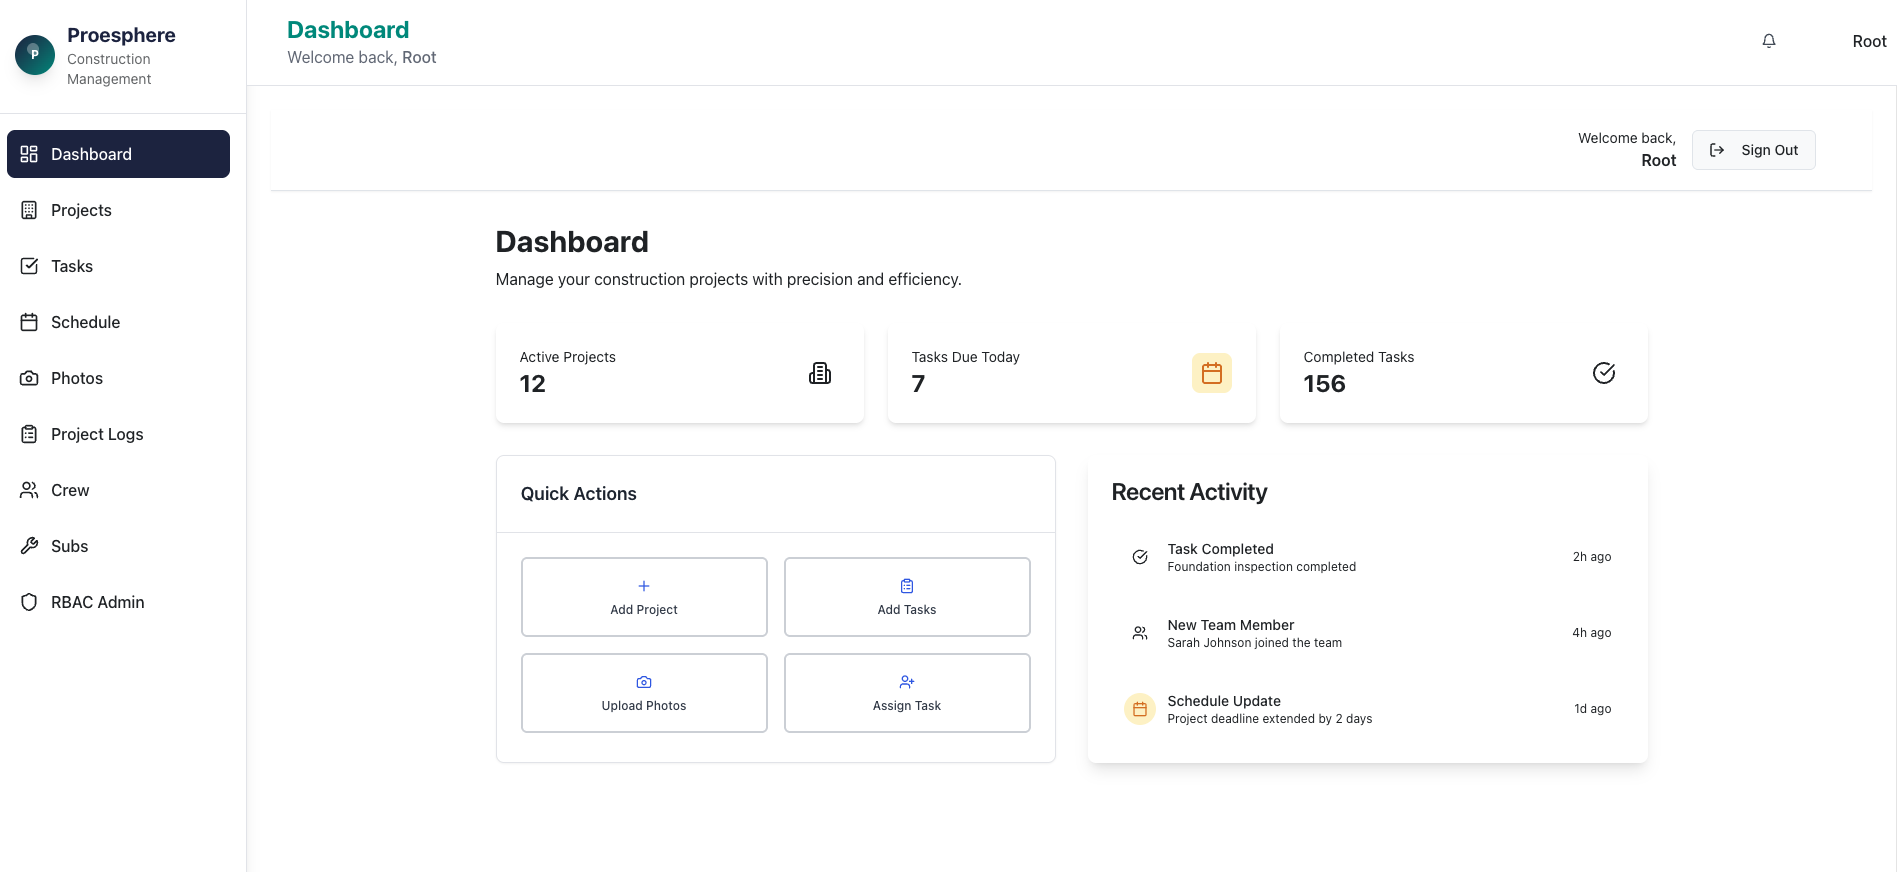 P
Proesphere
Construction
Management
Dashboard
Projects
Tasks
Schedule
Photos
Project Logs
Crew
Subs
RBAC Admin
Dashboard
Welcome back, Root
Root
Welcome back,
Root
Sign Out
Dashboard
Manage your construction projects with precision and efficiency.
Active Projects
12
Tasks Due Today
7
Completed Tasks
156
Quick Actions
Add Project
Add Tasks
Upload Photos
Assign Task
Recent Activity
Task Completed
Foundation inspection completed
2h ago
New Team Member
Sarah Johnson joined the team
4h ago
Schedule Update
Project deadline extended by 2 days
1d ago